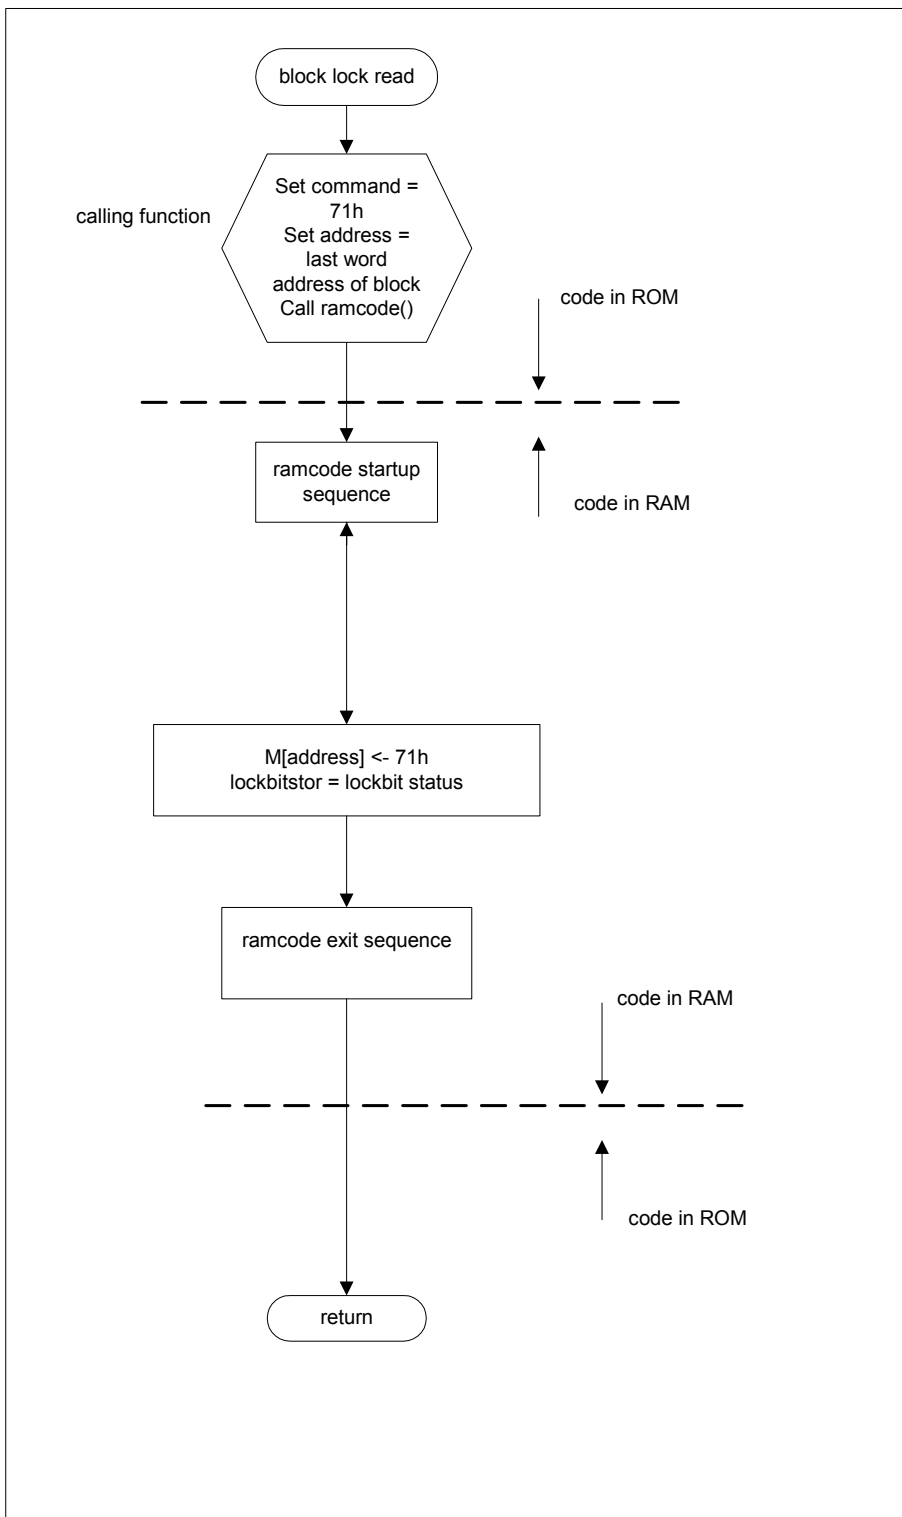 block lock read
calling function
Set command =
71h
Set address =
last word
address of block
Call ramcode()
code in ROM
ramcode startup
sequence
code in RAM
M[address] <- 71h
lockbitstor = lockbit status
ramcode exit sequence
code in RAM
code in ROM
return